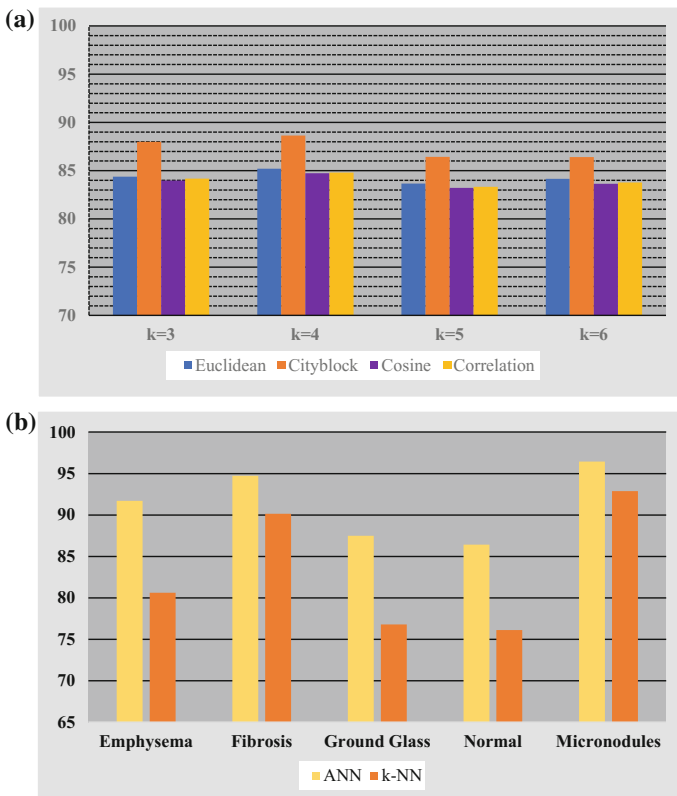 (a)
100
95
90
85
80
75
70
k=3 k=4 k=5 k=6
Euclidean Cityblock Cosine Correlation
(b)
100
95
90
85
80
75
70
65
Emphysema Fibrosis Ground Glass Normal Micronodules
ANN k-NN